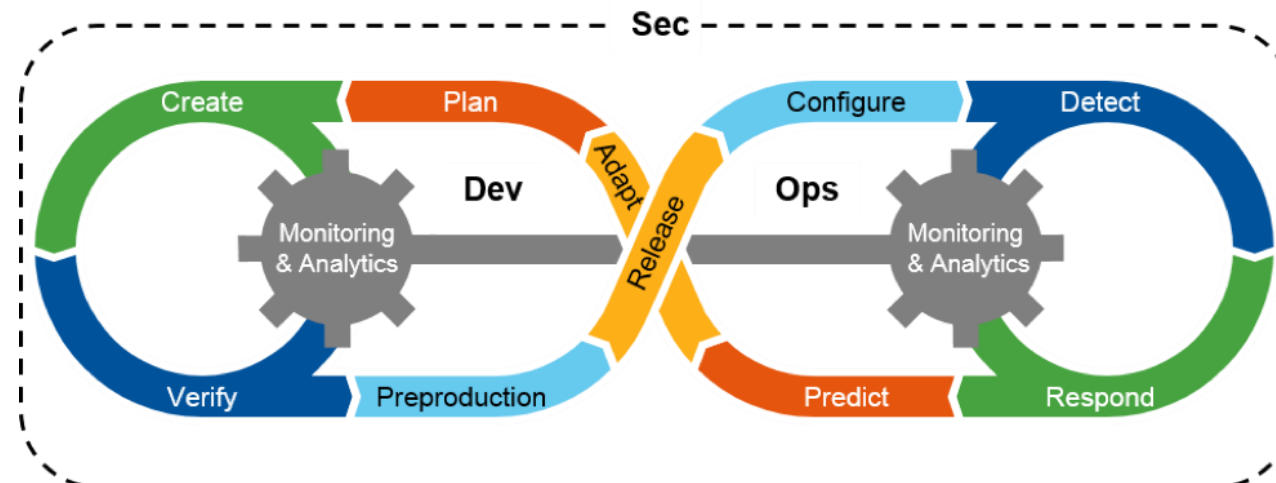 Sec
Create
Plan
Configure
Detect
Adapt
Dev
Ops
Release
Monitoring
& Analytics
Monitoring
& Analytics
Verify
Preproduction
Predict
Respond